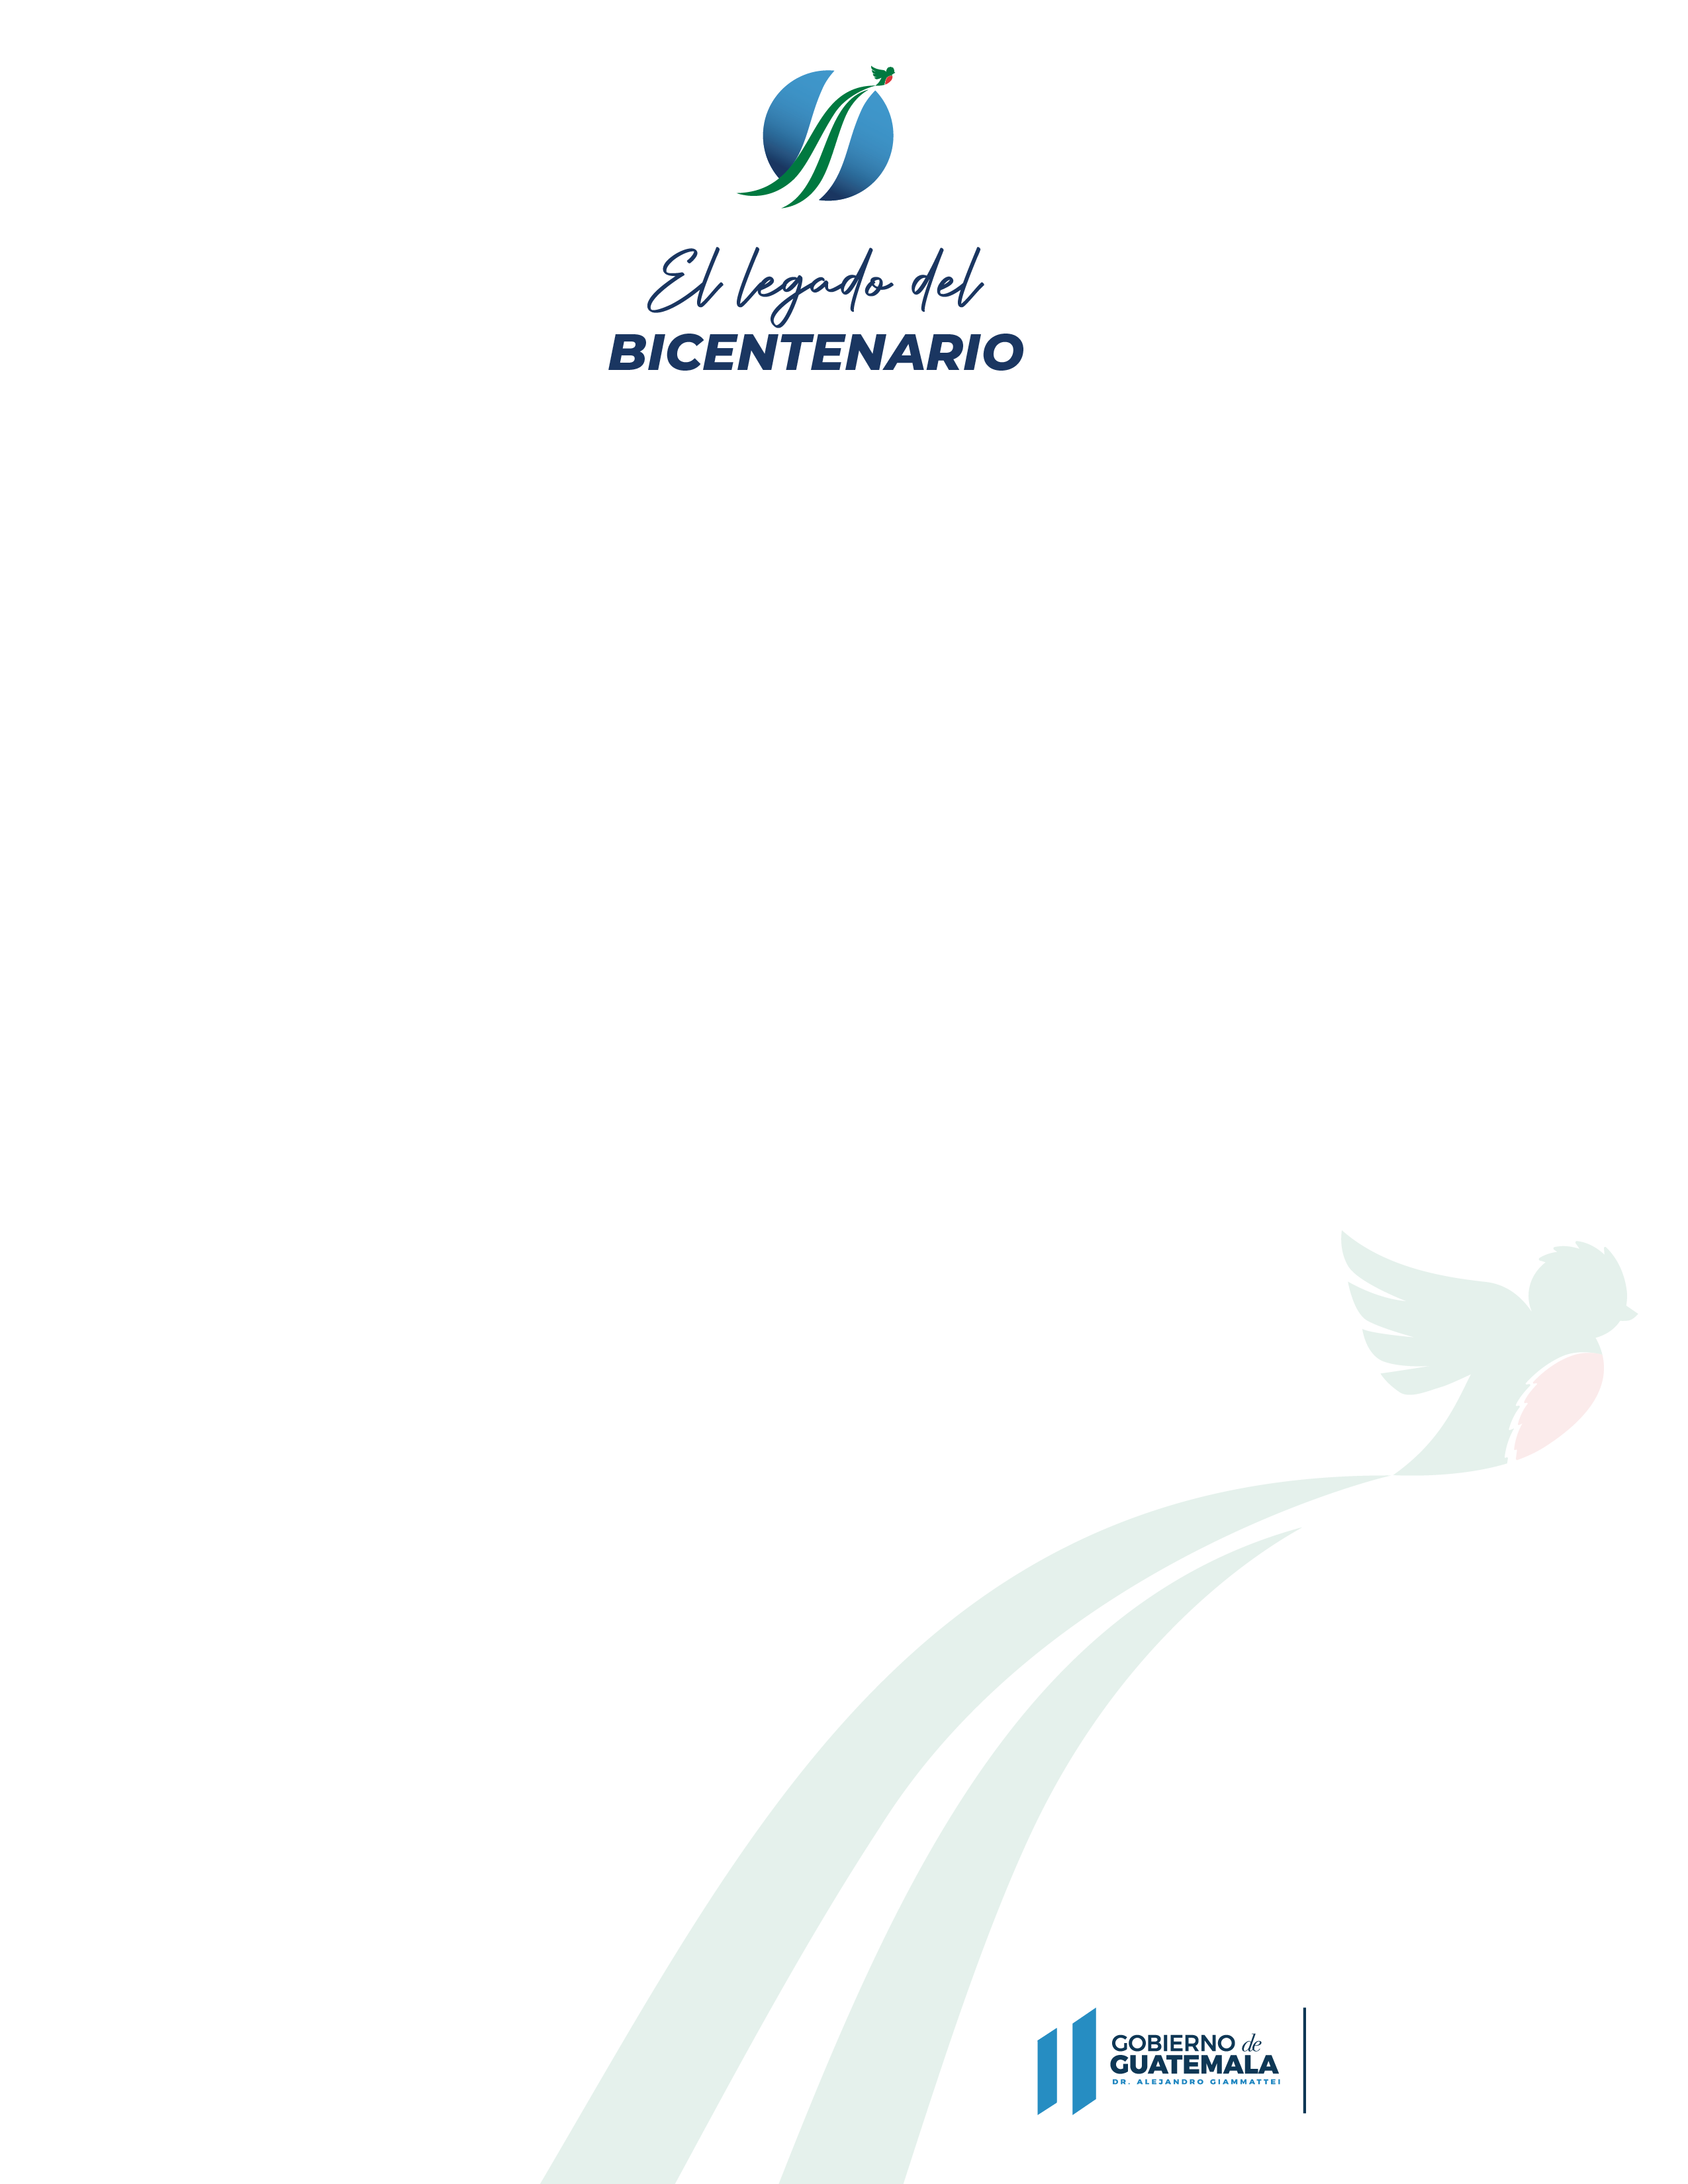 El legado del
BICENTENARIO
GOBIERNO de
GUATEMALA
DR. ALEJANDRO GIAMMATTEI